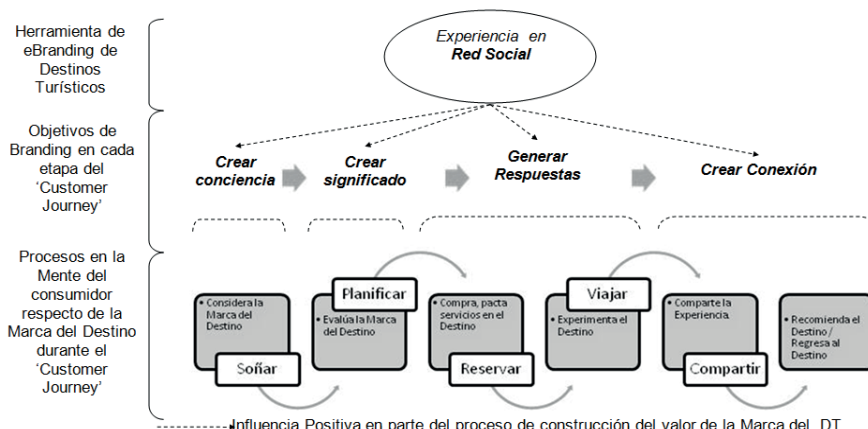 Herramienta de
eBranding de
Destinos
Turísticos
Experiencia en
Red Social
Objetivos de
Branding en cada
etapa del
‘Customer
Journey’
Crear
conciencia
Crear
significado
Generar
Respuestas
Crear Conexión
Procesos en la
Mente del
consumidor
respecto de la
Marca del Destino
durante el
‘Customer
Journey’
• Considera la
Marca del
Destino
Soñar
Planificar
• Evalúa la Marca
del Destino
• Compra, pacta
servicios en el
Destino
Reservar
Viajar
• Experimenta el
Destino
• Comparte la
Experiencia.
Compartir
• Recomienda el
Destino /
Regresa al
Destino
Influencia Positiva en parte del proceso de construcción del valor de la Marca del DT